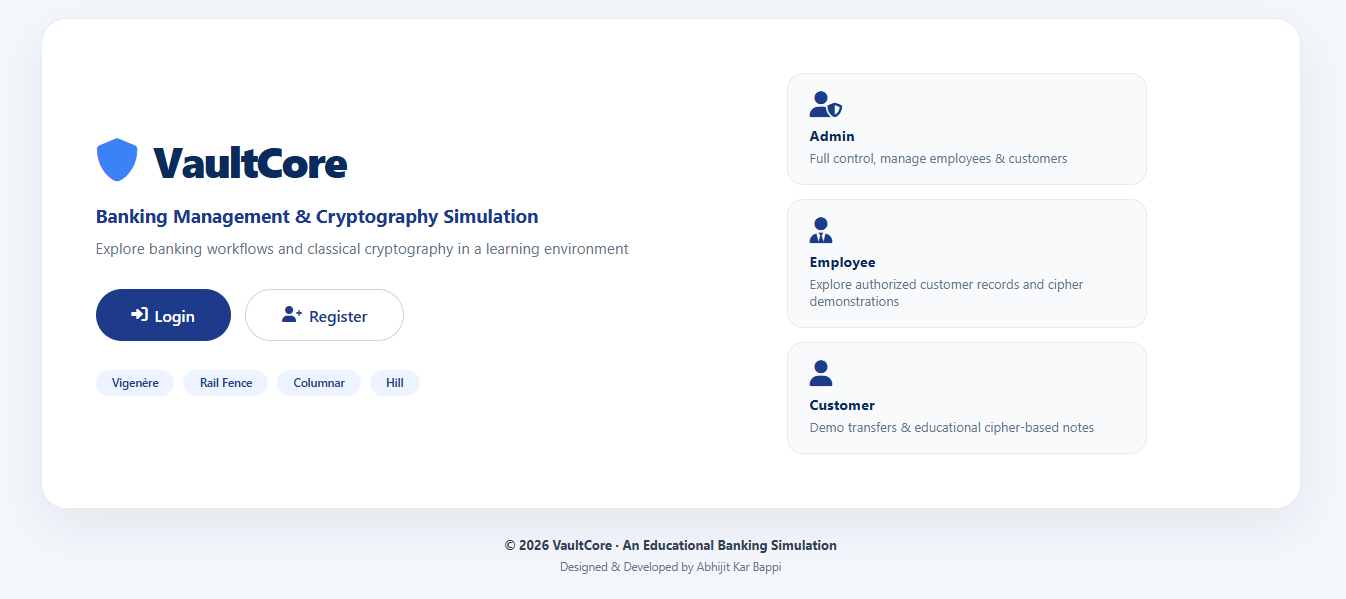 VaultCore
Banking Management & Cryptography Simulation
Explore banking workflows and classical cryptography in a learning environment
Login
Register
Vigenère
Rail Fence
Columnar
Hill
Admin
Full control, manage employees & customers
Employee
Explore authorized customer records and cipher
demonstrations
Customer
Demo transfers & educational cipher-based notes
© 2026 VaultCore · An Educational Banking Simulation
Designed & Developed by Abhijit Kar Bappi